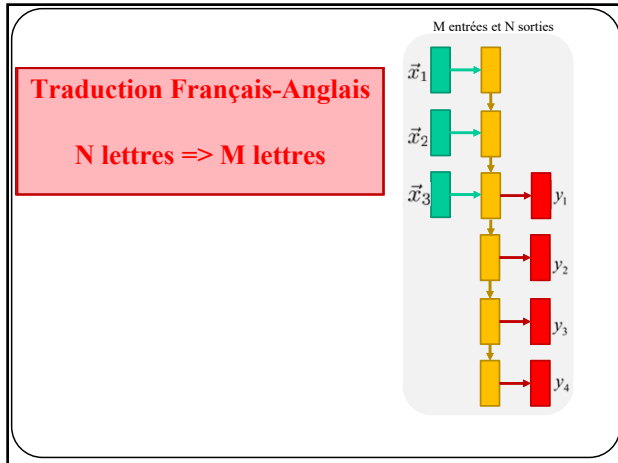 M entrées et N sorties
Traduction Français-Anglais
N lettres => M lettres
x⃗1
x⃗2
x⃗3
y1
y2
y3
y4